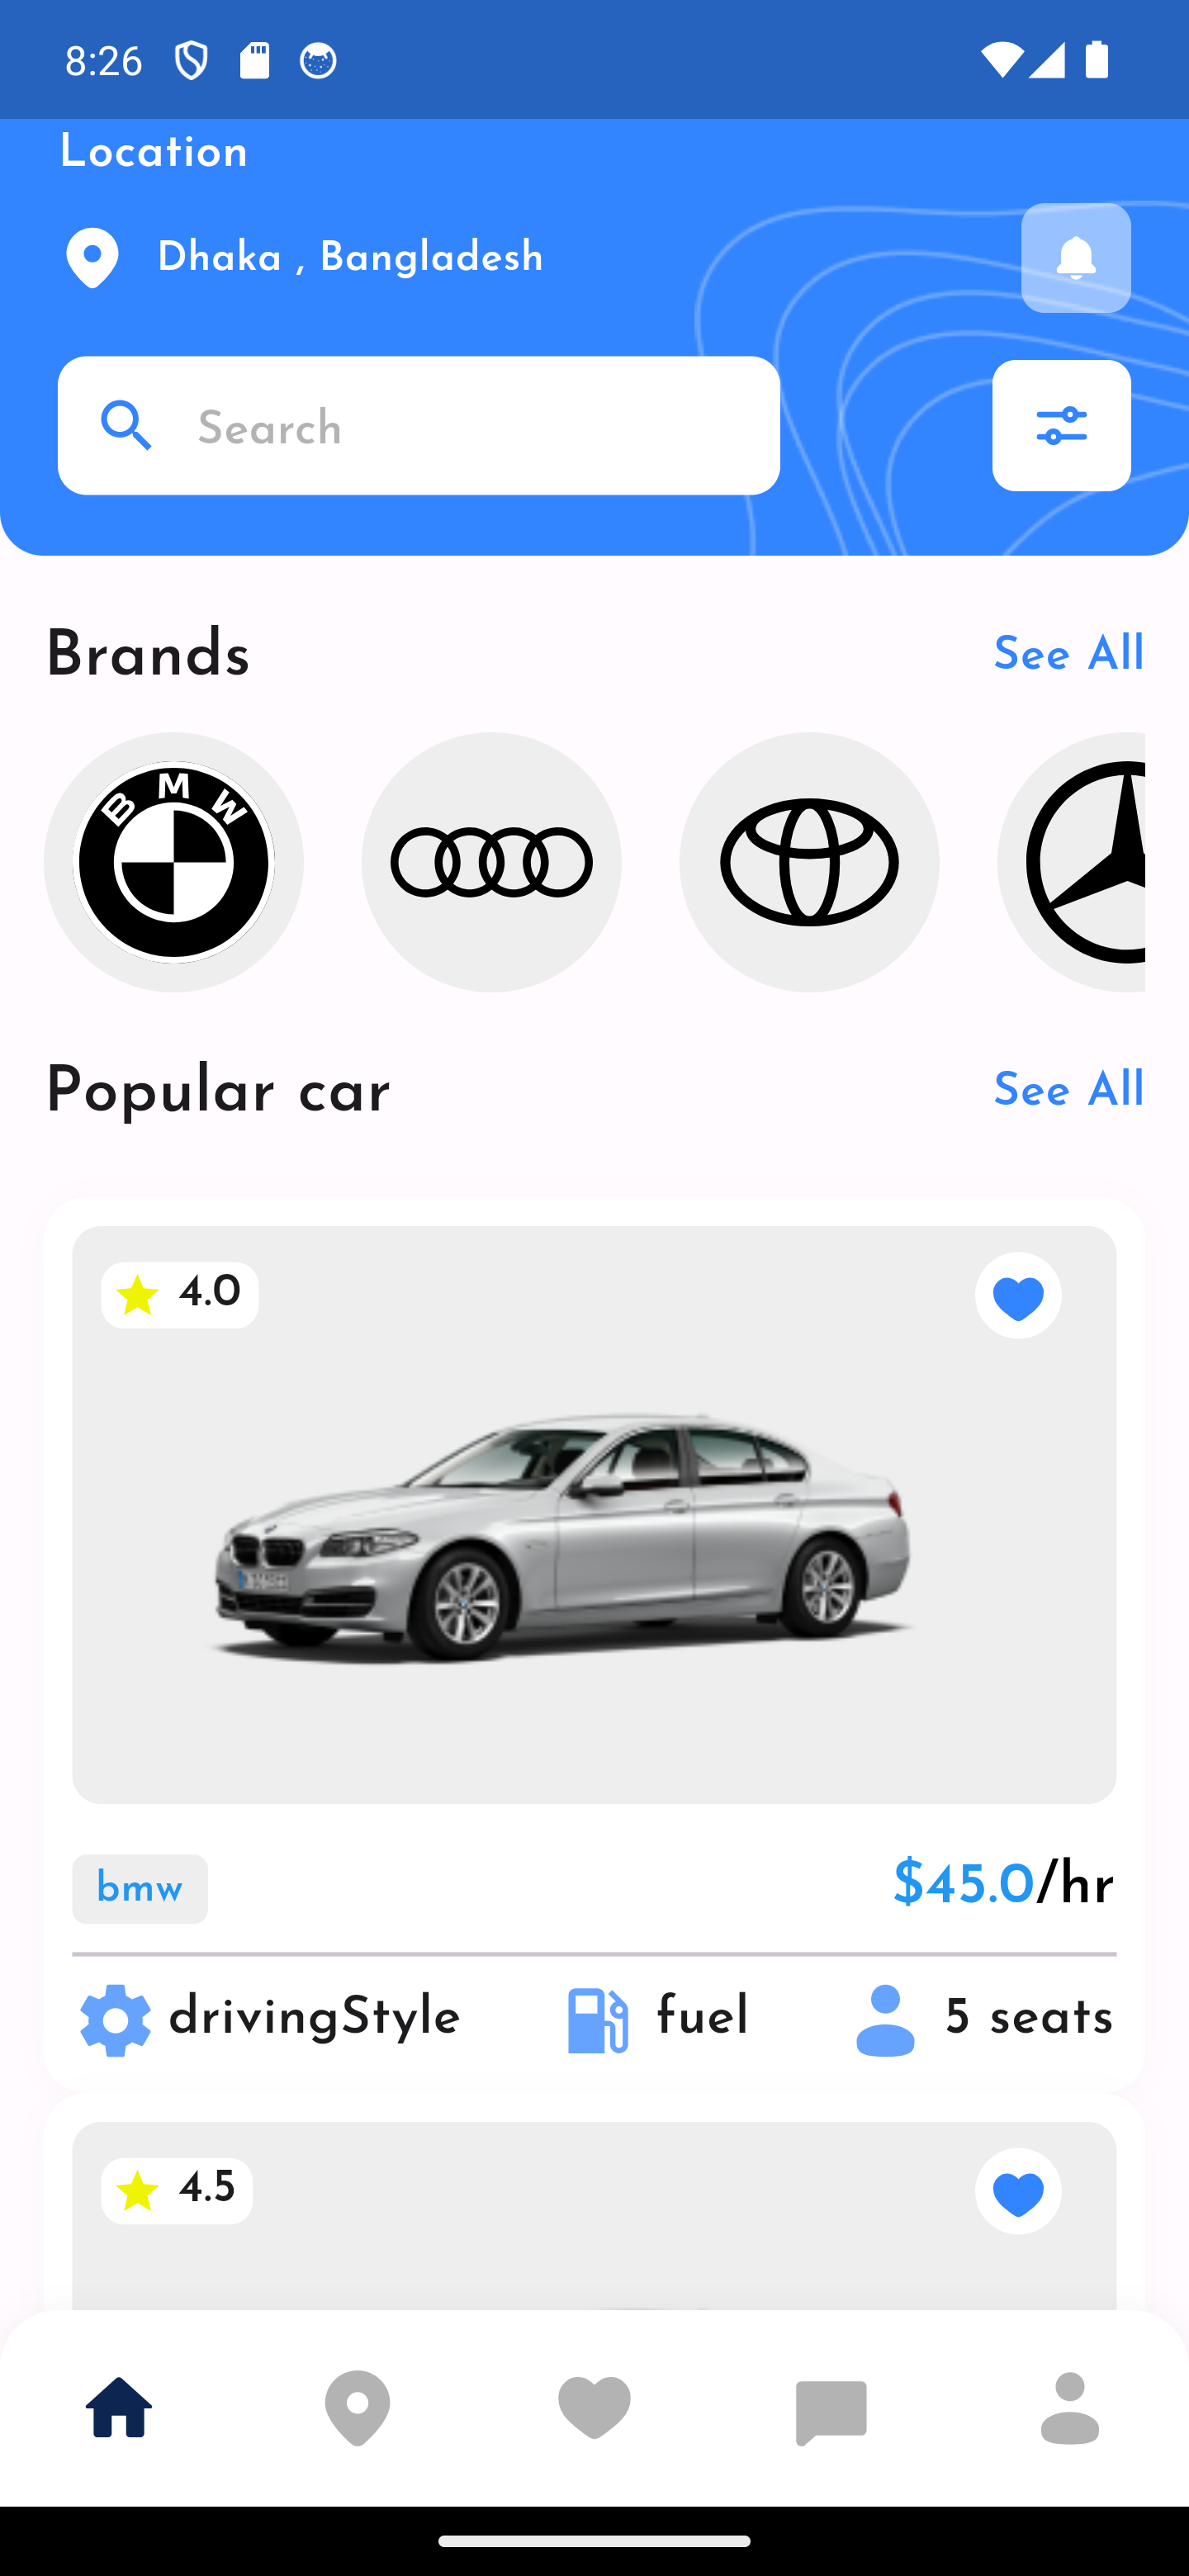 8:26
Location
Dhaka , Bangladesh
Search
Brands
See All
BMW
Popular car
See All
4.0
bmw
$45.0/hr
drivingStyle
fuel
5 seats
4.5